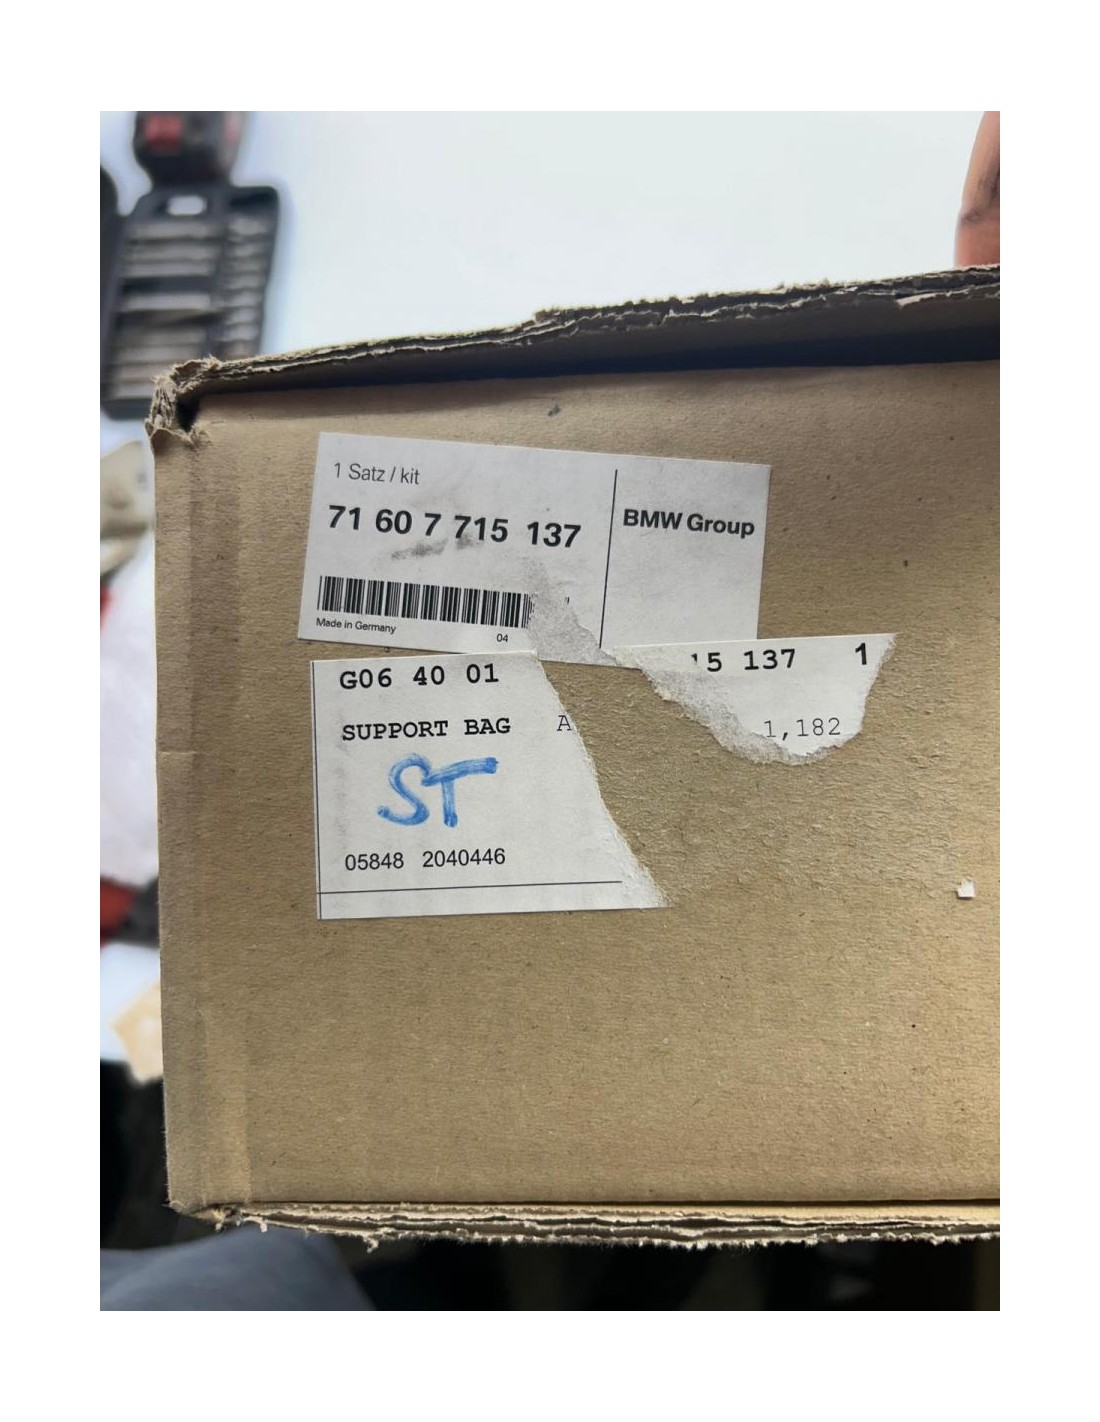 1 Satz / kit
71 60 7 715 137
BMW Group
Made in Germany
04
15 137 1
G06 40 01
1,182
SUPPORT BAG A
ST
05848 2040446